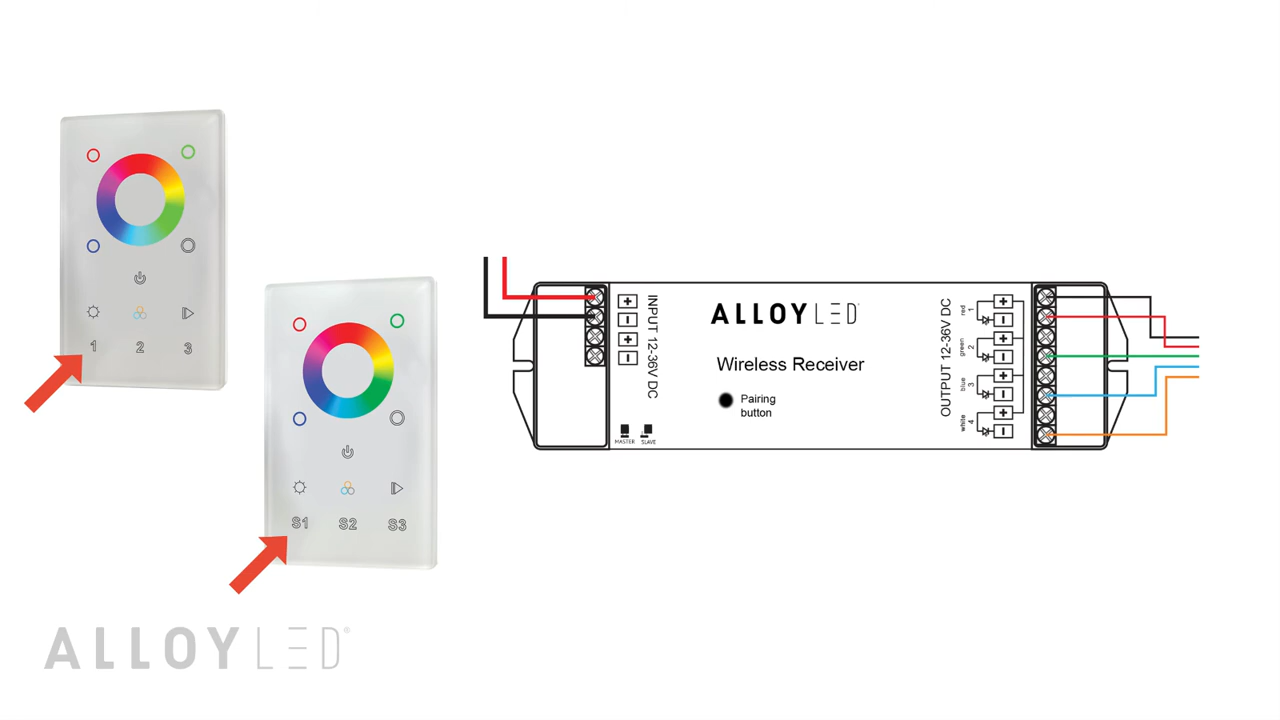 1 2 3
S1 S2 S3
ALLOYLED®
INPUT 12-36V DC
+
−
+
−
MASTER SLAVE
ALLOYLED®
Wireless Receiver
Pairing
button
OUTPUT 12-36V DC
red
1
+
−
green
2
+
−
blue
3
+
−
white
4
+
−